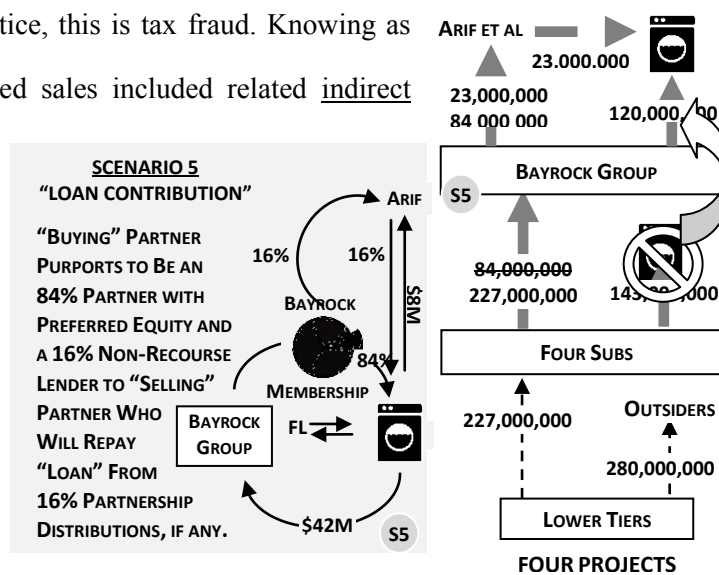 tice, this is tax fraud. Knowing as
ed sales included related indirect
SCENARIO 5
"LOAN CONTRIBUTION"
"BUYING" PARTNER
PURPORTS TO BE AN
84% PARTNER WITH
PREFERRED EQUITY AND
A 16% NON-RECOURSE
LENDER TO "SELLING"
PARTNER WHO
WILL REPAY
"LOAN" FROM
16% PARTNERSHIP
DISTRIBUTIONS, IF ANY.
ARIF
16%
16%
$8M
BAYROCK
84%
MEMBERSHIP
BAYROCK
GROUP
FL
$42M
S5
ARIF ET AL
23.000.000
23,000,000
84 000 000
120,000,
BAYROCK GROUP
S5
84,000,000
227,000,000
FOUR SUBS
227,000,000
OUTSIDERS
280,000,000
LOWER TIERS
FOUR PROJECTS